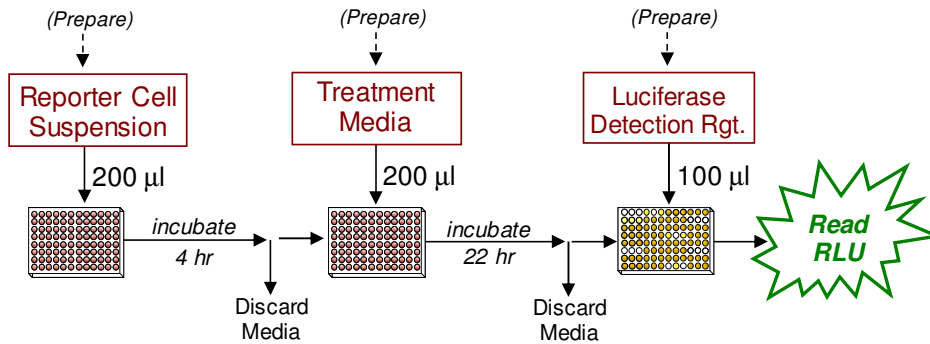 (Prepare)
(Prepare)
(Prepare)
Reporter Cell
Suspension
Treatment
Media
Luciferase
Detection Rgt.
200 μl
200 μl
100 μl
incubate
4 hr
incubate
22 hr
Read
RLU
Discard
Media
Discard
Media